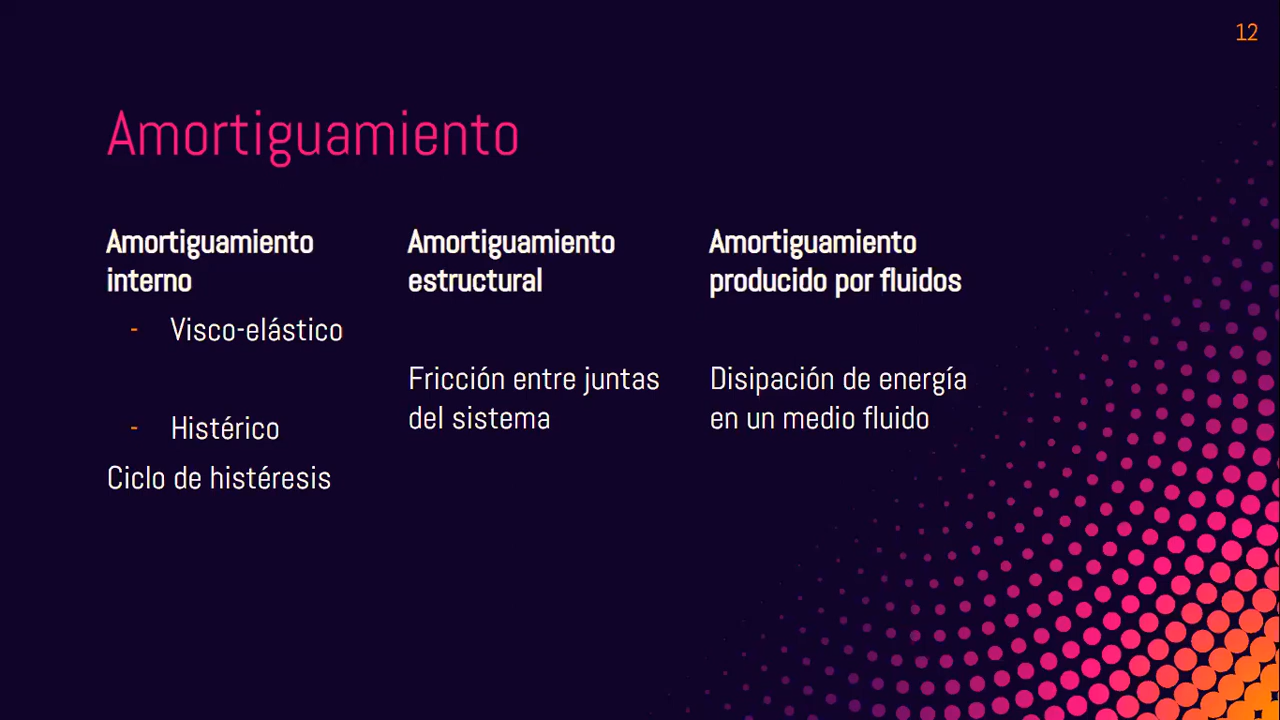 12
Amortiguamiento
Amortiguamiento
interno
- Visco-elástico
- Histérico
Ciclo de histéresis
Amortiguamiento
estructural
Fricción entre juntas
del sistema
Amortiguamiento
producido por fluidos
Disipación de energía
en un medio fluido